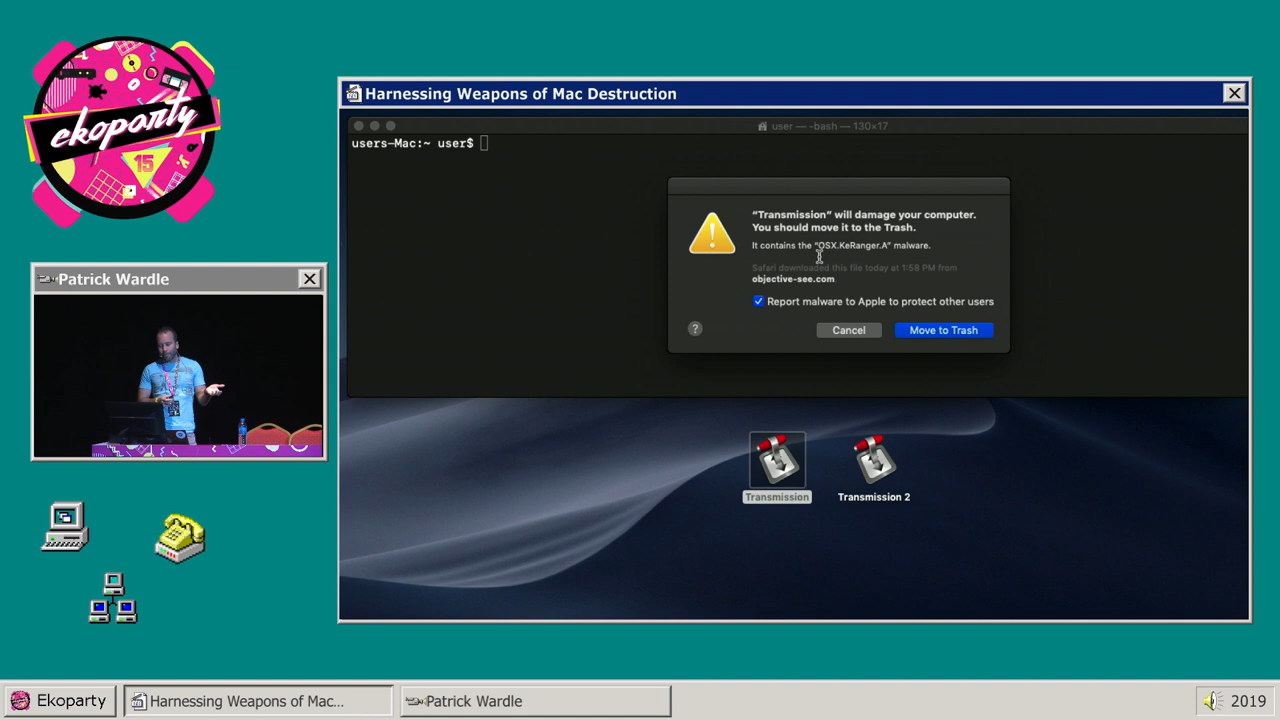 ekoparty
15
Harnessing Weapons of Mac Destruction
user — -bash — 130×17
users-Mac:~ user$
“Transmission” will damage your computer.
You should move it to the Trash.
It contains the “OSX.KeRanger.A” malware.
Safari downloaded this file today at 1:58 PM from
objective-see.com
Report malware to Apple to protect other users
?
Cancel
Move to Trash
Transmission
Transmission 2
Patrick Wardle
Ekoparty
Harnessing Weapons of Mac...
Patrick Wardle
2019